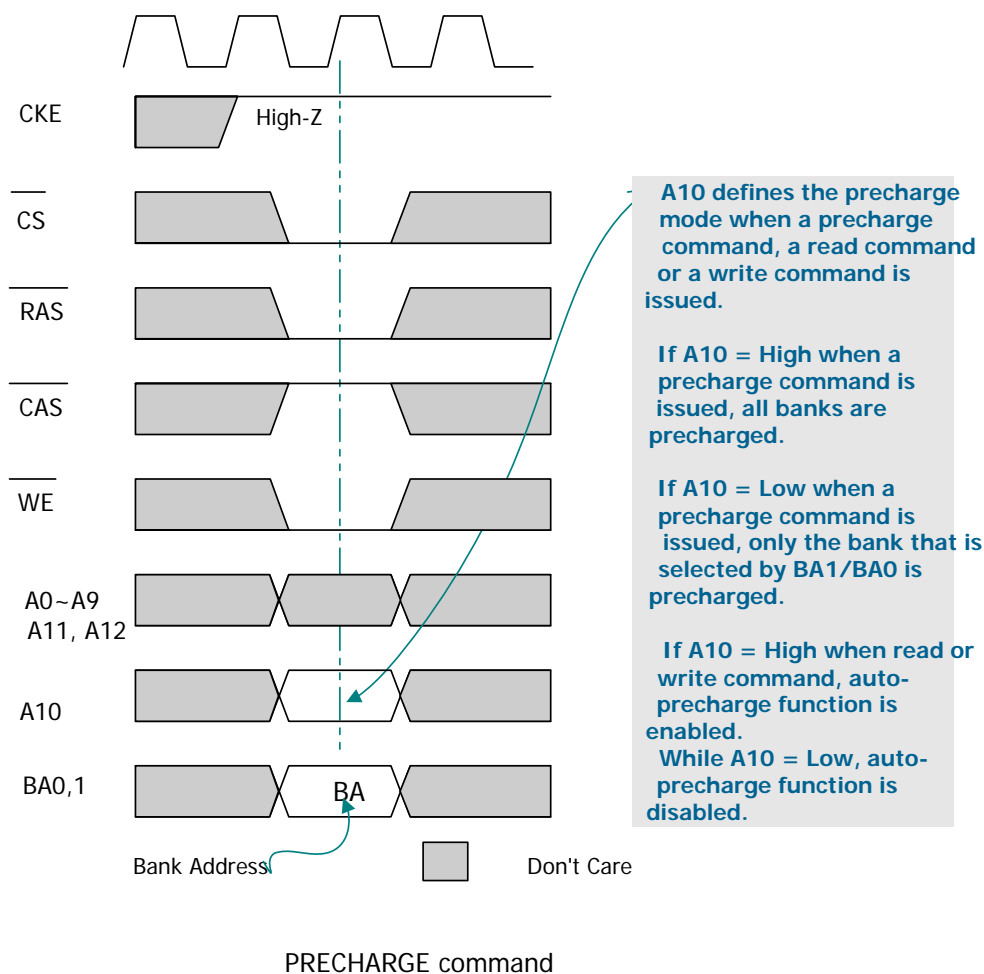 CKE
High-Z
CS
RAS
CAS
WE
A0~A9
A11, A12
A10
BA0,1
BA
Bank Address
Don't Care
A10 defines the precharge
mode when a precharge
command, a read command
or a write command is
issued.
If A10 = High when a
precharge command is
issued, all banks are
precharged.
If A10 = Low when a
precharge command is
issued, only the bank that is
selected by BA1/BA0 is
precharged.
If A10 = High when read or
write command, auto-
precharge function is
enabled.
While A10 = Low, auto-
precharge function is
disabled.
PRECHARGE command